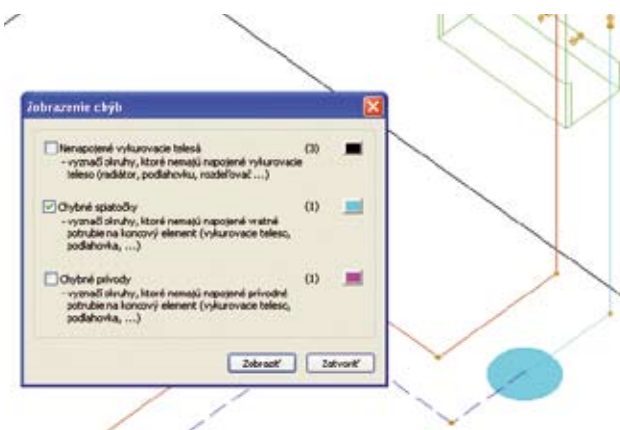 Zobrazenie chýb
Nenapojené vykurovacie telesá (3)
- vyznačí okruhy, ktoré nemajú napojené vykurovacie
teleso (radiátor, podlahovku, rozdeľovač ...)
Chybné spiatočky (1)
- vyznačí okruhy, ktoré nemajú napojené vratné
potrubie na koncový element (vykurovacie teleso,
podlahovka, ...)
Chybné prívody (1)
- vyznačí okruhy, ktoré nemajú napojené prívodné
potrubie na koncový element (vykurovacie teleso,
podlahovka, ...)
Zobraziť Zatvoriť